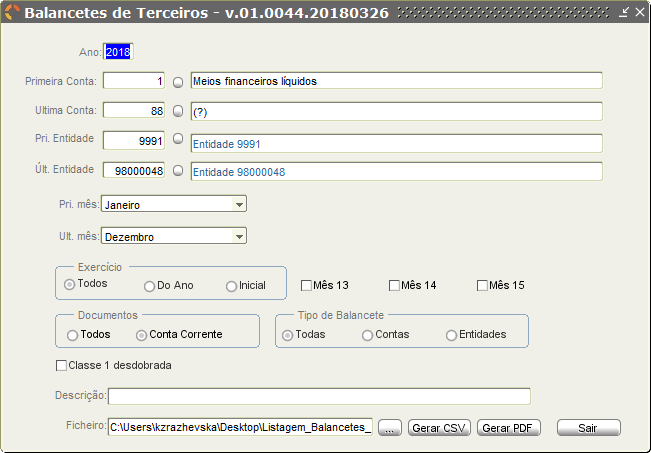 Balancetes de Terceiros - v.01.0044.20180326
Ano: 2018
Primeira Conta: 1 Meios financeiros líquidos
Ultima Conta: 88 (?)
Pri. Entidade 9991 Entidade 9991
Últ. Entidade 98000048 Entidade 98000048
Pri. mês: Janeiro
Ult. mês: Dezembro
Exercício
Todos Do Ano Inicial Mês 13 Mês 14 Mês 15
Documentos Tipo de Balancete
Todos Conta Corrente Todas Contas Entidades
Classe 1 desdobrada
Descrição:
Ficheiro: C:\Users\kzrazhevska\Desktop\Listagem_Balancetes_ ... Gerar CSV Gerar PDF Sair